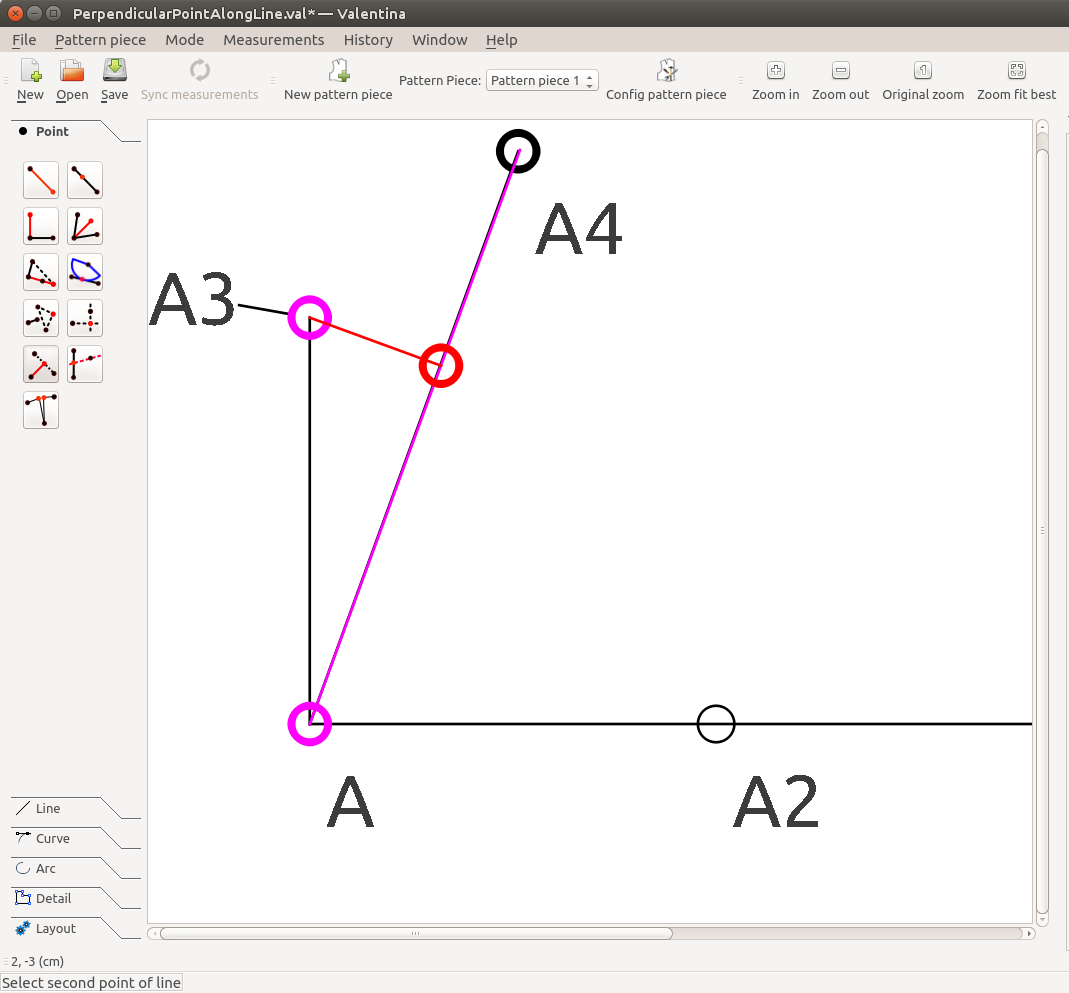 PerpendicularPointAlongLine.val* — Valentina
File Pattern piece Mode Measurements History Window Help
New Open Save Sync measurements New pattern piece Pattern Piece: Pattern piece 1 Config pattern piece Zoom in Zoom out Original zoom Zoom fit best
Point
A4
A3
A
A2
Line
Curve
Arc
Detail
Layout
2, -3 (cm)
Select second point of line